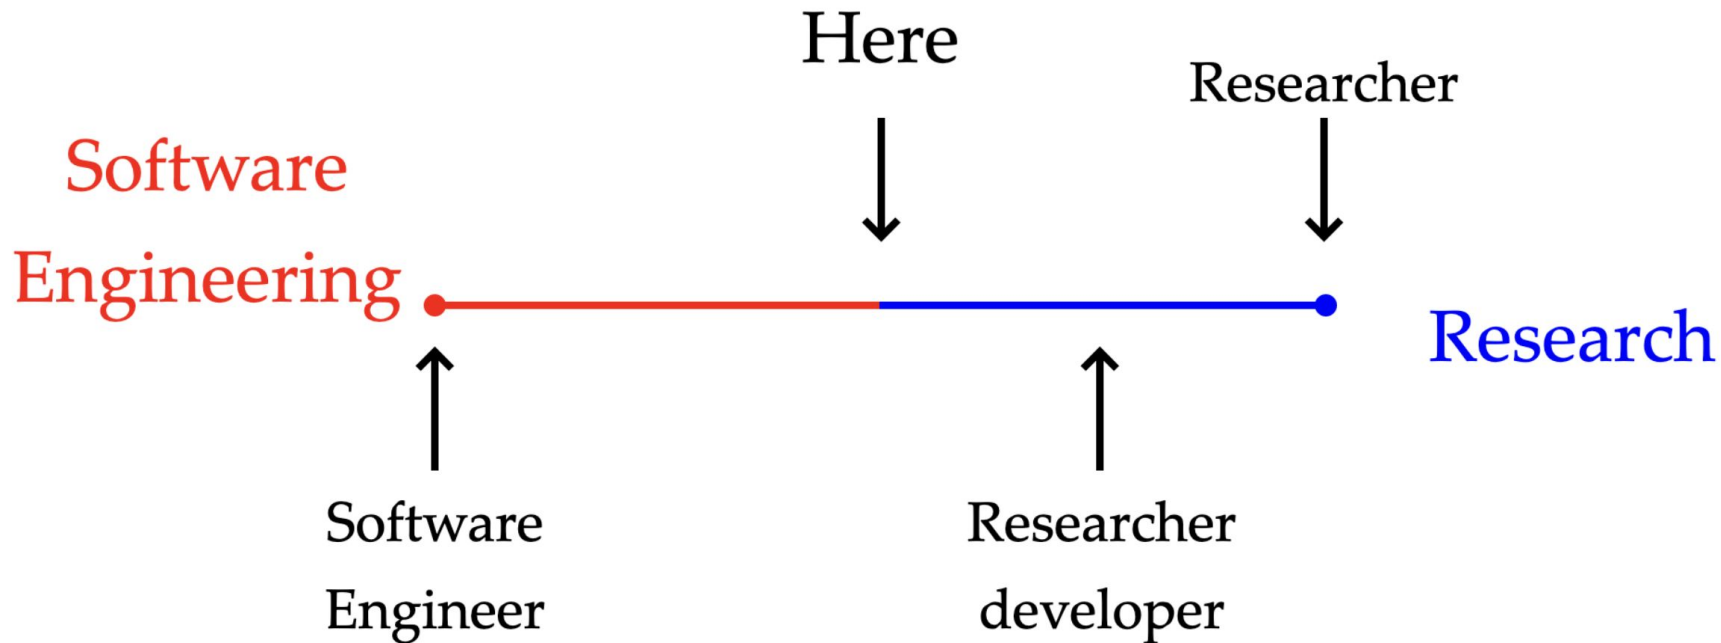 Here
Researcher
Software
Engineering
Research
Software
Engineer
Researcher
developer